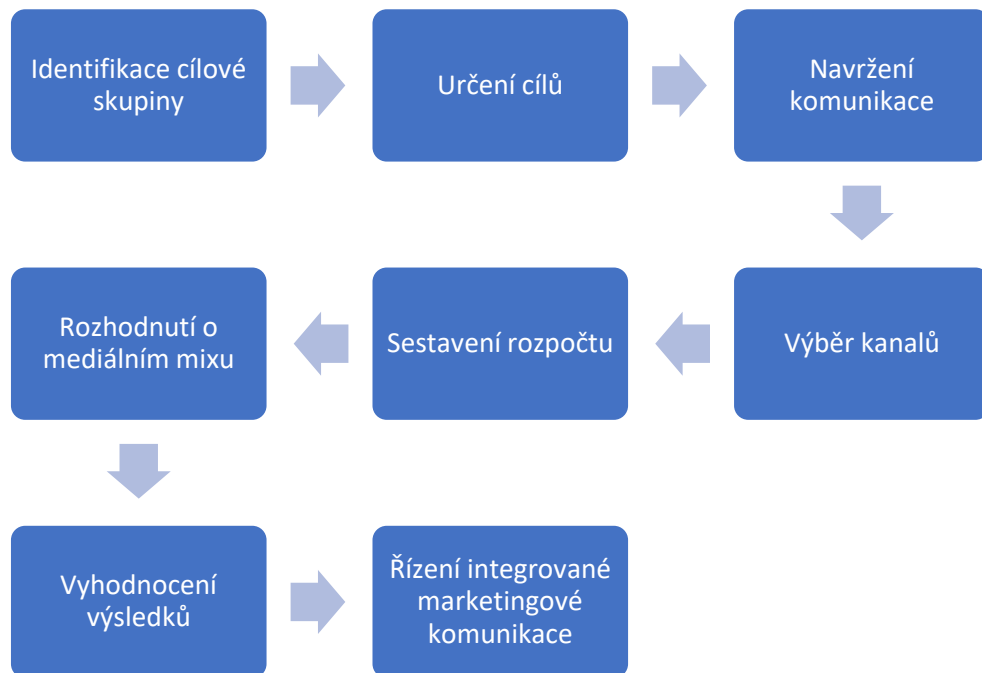 Identifikace cílové
skupiny
Určení cílů
Navržení
komunikace
Výběr kanalů
Sestavení rozpočtu
Rozhodnutí o
mediálním mixu
Vyhodnocení
výsledků
Řízení integrované
marketingové
komunikace